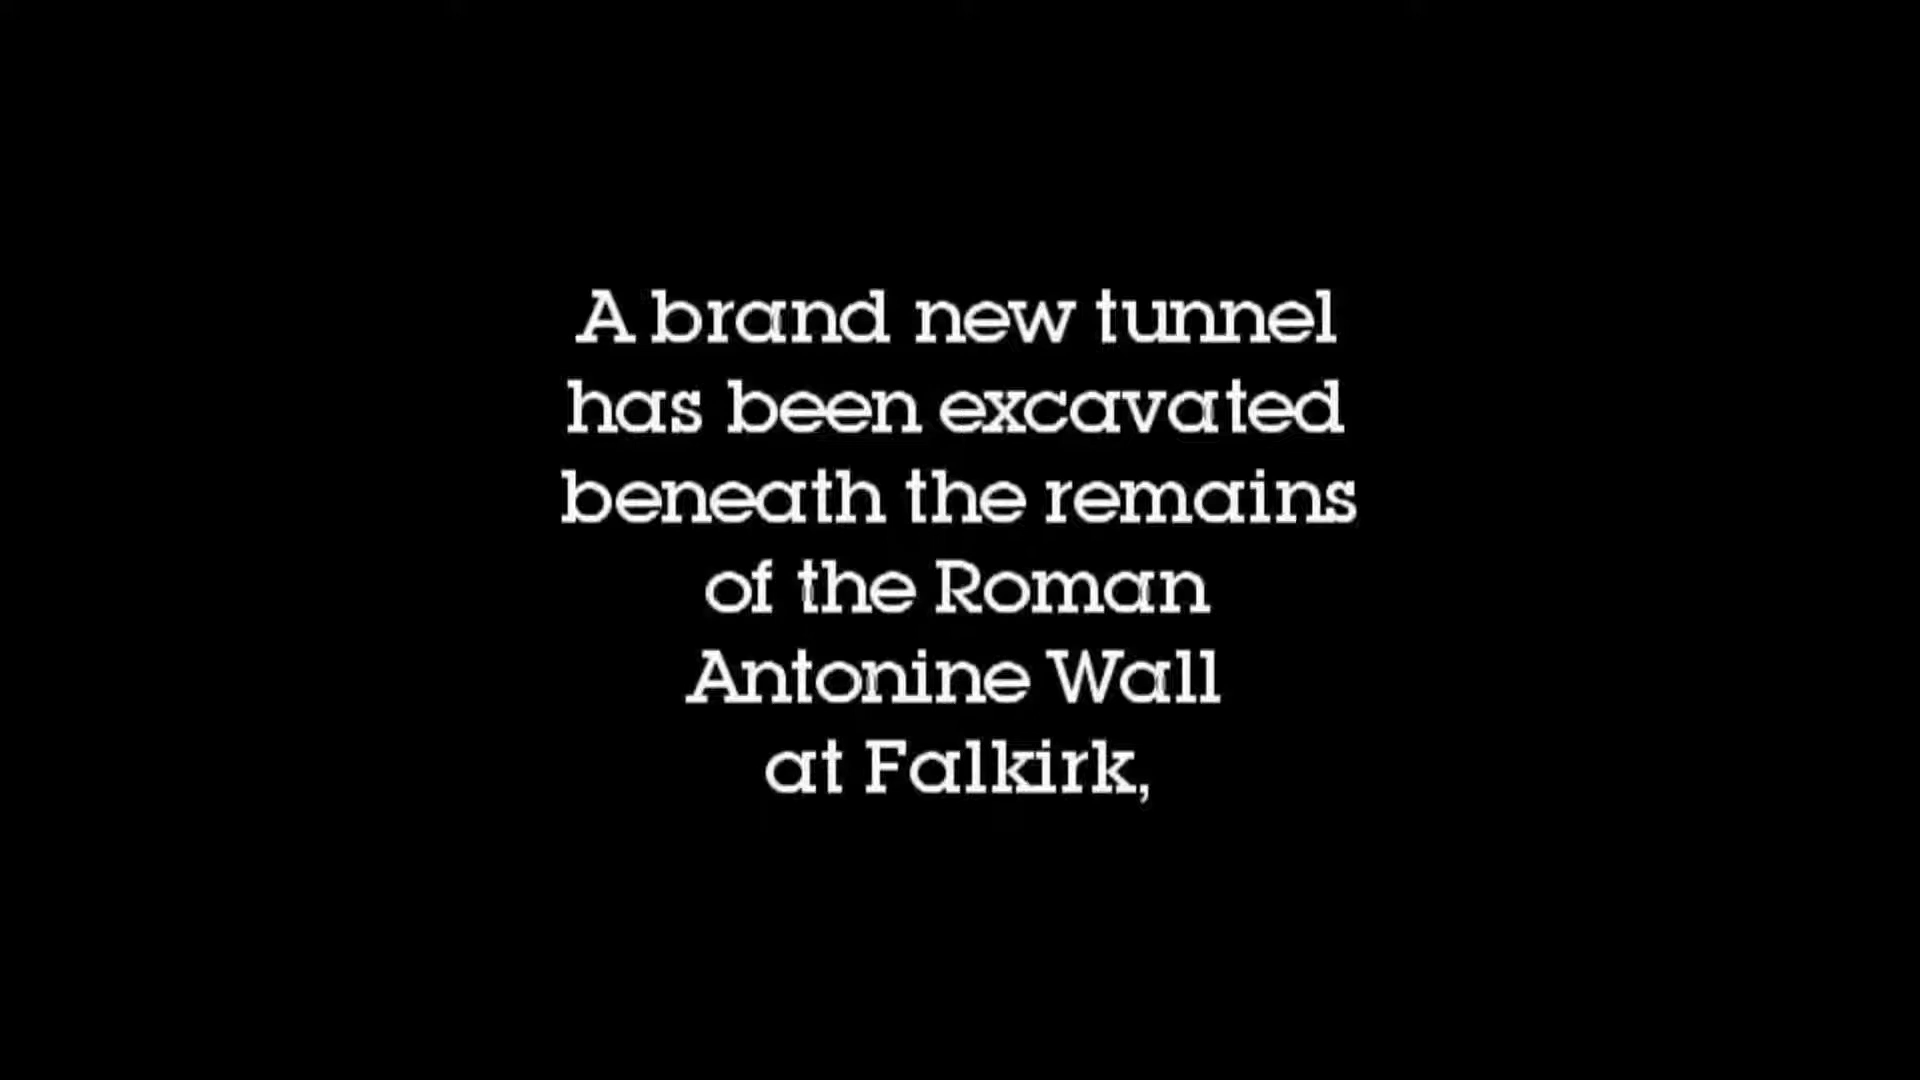 A brand new tunnel
has been excavated
beneath the remains
of the Roman
Antonine Wall
at Falkirk,